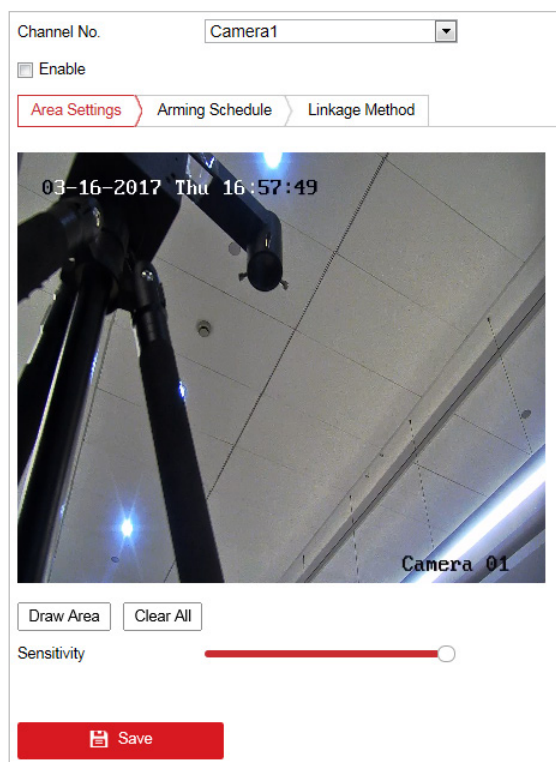 Channel No. Camera1
Enable
Area Settings Arming Schedule Linkage Method
03-16-2017 Thu 16:57:49
Camera 01
Draw Area Clear All
Sensitivity
Save